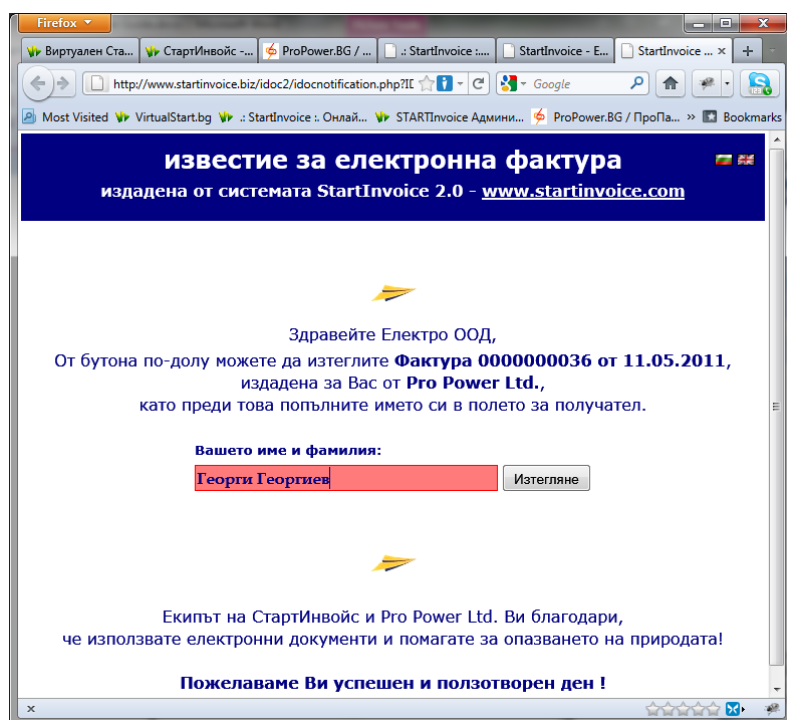 Firefox
Виртуален Ста...
СтартИнвойс -...
ProPower.BG / ...
.: StartInvoice :....
StartInvoice - E...
StartInvoice ...
http://www.startinvoice.biz/idoc2/idocnotification.php?II
Google
Most Visited
VirtualStart.bg
.: StartInvoice :. Онлай...
STARTInvoice Админи...
ProPower.BG / ПроПа...
»
Bookmarks
известие за електронна фактура
издадена от системата StartInvoice 2.0 - www.startinvoice.com
Здравейте Електро ООД,
От бутона по-долу можете да изтеглите Фактура 0000000036 от 11.05.2011,
издадена за Вас от Pro Power Ltd.,
като преди това попълните името си в полето за получател.
Вашето име и фамилия:
Георги Георгиев
Изтегляне
Екипът на СтартИнвойс и Pro Power Ltd. Ви благодари,
че използвате електронни документи и помагате за опазването на природата!
Пожелаваме Ви успешен и ползотворен ден !
x